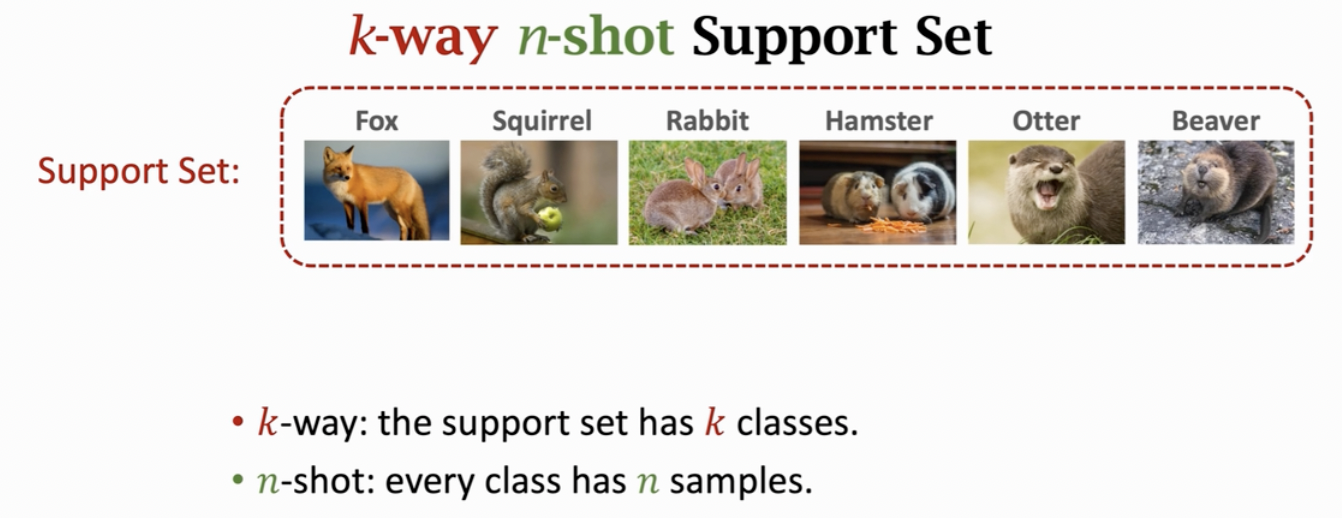 k-way n-shot Support Set
Support Set:
Fox Squirrel Rabbit Hamster Otter Beaver
• k-way: the support set has k classes.
• n-shot: every class has n samples.